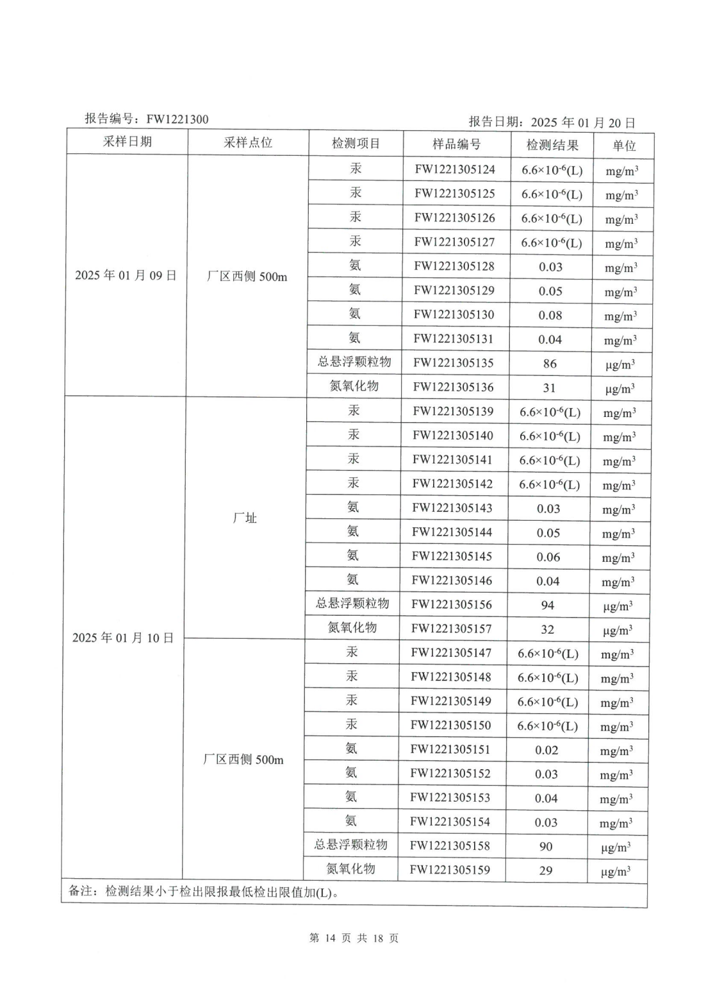 报告编号：FW1221300 报告日期：2025 年 01 月 20 日
采样日期 采样点位 检测项目 样品编号 检测结果 单位
2025 年 01 月 09 日 厂区西侧 500m 汞 FW1221305124 6.6×10⁻⁶(L) mg/m³
汞 FW1221305125 6.6×10⁻⁶(L) mg/m³
汞 FW1221305126 6.6×10⁻⁶(L) mg/m³
汞 FW1221305127 6.6×10⁻⁶(L) mg/m³
氨 FW1221305128 0.03 mg/m³
氨 FW1221305129 0.05 mg/m³
氨 FW1221305130 0.08 mg/m³
氨 FW1221305131 0.04 mg/m³
总悬浮颗粒物 FW1221305135 86 μg/m³
氮氧化物 FW1221305136 31 μg/m³
2025 年 01 月 10 日 厂址 汞 FW1221305139 6.6×10⁻⁶(L) mg/m³
汞 FW1221305140 6.6×10⁻⁶(L) mg/m³
汞 FW1221305141 6.6×10⁻⁶(L) mg/m³
汞 FW1221305142 6.6×10⁻⁶(L) mg/m³
氨 FW1221305143 0.03 mg/m³
氨 FW1221305144 0.05 mg/m³
氨 FW1221305145 0.06 mg/m³
氨 FW1221305146 0.04 mg/m³
总悬浮颗粒物 FW1221305156 94 μg/m³
氮氧化物 FW1221305157 32 μg/m³
厂区西侧 500m 汞 FW1221305147 6.6×10⁻⁶(L) mg/m³
汞 FW1221305148 6.6×10⁻⁶(L) mg/m³
汞 FW1221305149 6.6×10⁻⁶(L) mg/m³
汞 FW1221305150 6.6×10⁻⁶(L) mg/m³
氨 FW1221305151 0.02 mg/m³
氨 FW1221305152 0.03 mg/m³
氨 FW1221305153 0.04 mg/m³
氨 FW1221305154 0.03 mg/m³
总悬浮颗粒物 FW1221305158 90 μg/m³
氮氧化物 FW1221305159 29 μg/m³
备注：检测结果小于检出限报最低检出限值加(L)。
第 14 页 共 18 页